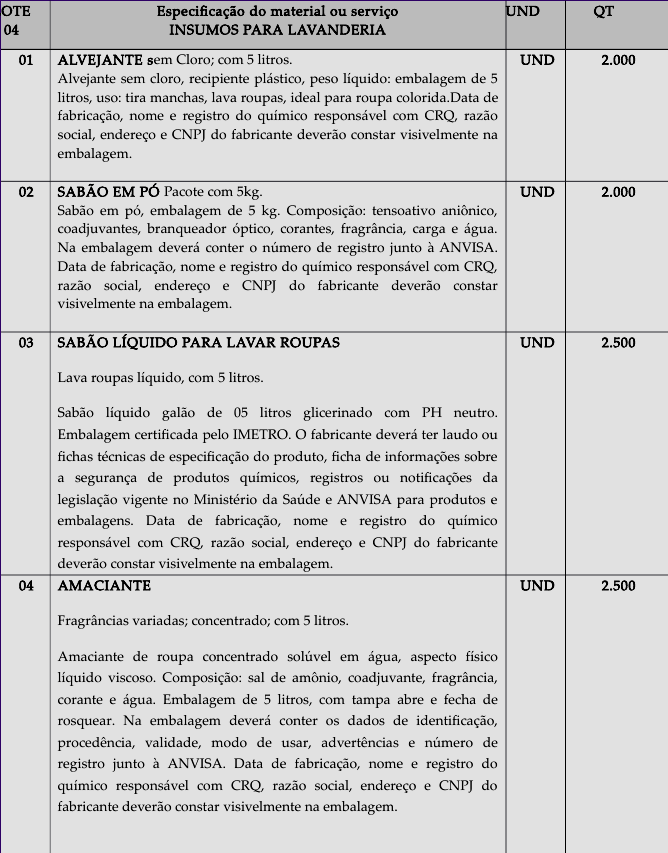 OTE Especificação do material ou serviço UND QT
04 INSUMOS PARA LAVANDERIA
01 ALVEJANTE sem Cloro; com 5 litros. UND 2.000
Alvejante sem cloro, recipiente plástico, peso líquido: embalagem de 5
litros, uso: tira manchas, lava roupas, ideal para roupa colorida.Data de
fabricação, nome e registro do químico responsável com CRQ, razão
social, endereço e CNPJ do fabricante deverão constar visivelmente na
embalagem.
02 SABÃO EM PÓ Pacote com 5kg. UND 2.000
Sabão em pó, embalagem de 5 kg. Composição: tensoativo aniônico,
coadjuvantes, branqueador óptico, corantes, fragrância, carga e água.
Na embalagem deverá conter o número de registro junto à ANVISA.
Data de fabricação, nome e registro do químico responsável com CRQ,
razão social, endereço e CNPJ do fabricante deverão constar
visivelmente na embalagem.
03 SABÃO LÍQUIDO PARA LAVAR ROUPAS UND 2.500
Lava roupas líquido, com 5 litros.
Sabão líquido galão de 05 litros glicerinado com PH neutro.
Embalagem certificada pelo IMETRO. O fabricante deverá ter laudo ou
fichas técnicas de especificação do produto, ficha de informações sobre
a segurança de produtos químicos, registros ou notificações da
legislação vigente no Ministério da Saúde e ANVISA para produtos e
embalagens. Data de fabricação, nome e registro do químico
responsável com CRQ, razão social, endereço e CNPJ do fabricante
deverão constar visivelmente na embalagem.
04 AMACIANTE UND 2.500
Fragrâncias variadas; concentrado; com 5 litros.
Amaciante de roupa concentrado solúvel em água, aspecto físico
líquido viscoso. Composição: sal de amônio, coadjuvante, fragrância,
corante e água. Embalagem de 5 litros, com tampa abre e fecha de
rosquear. Na embalagem deverá conter os dados de identificação,
procedência, validade, modo de usar, advertências e número de
registro junto à ANVISA. Data de fabricação, nome e registro do
químico responsável com CRQ, razão social, endereço e CNPJ do
fabricante deverão constar visivelmente na embalagem.